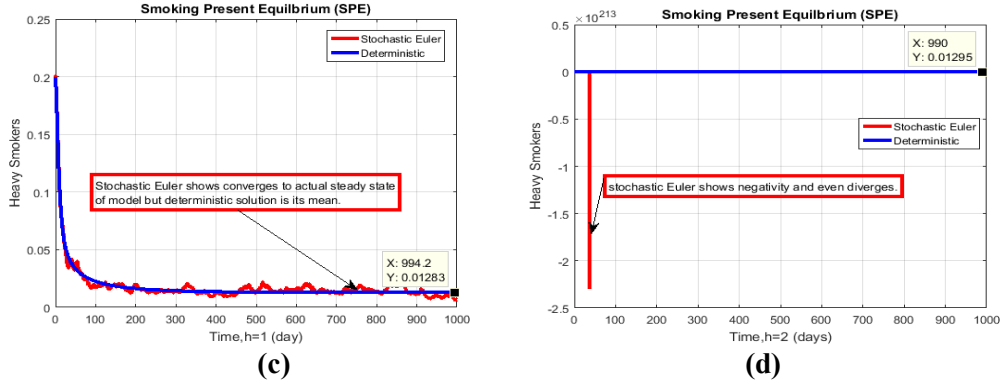 Smoking Present Equilbrium (SPE)
0.25
0.2
0.15
0.1
0.05
0
Heavy Smokers
Stochastic Euler
Deterministic
Stochastic Euler shows converges to actual steady state
of model but deterministic solution is its mean.
X: 994.2
Y: 0.01283
0 100 200 300 400 500 600 700 800 900 1000
Time,h=1 (day)
(c)
Smoking Present Equilbrium (SPE)
×10^213
0.5
0
-0.5
-1
-1.5
-2
-2.5
Heavy Smokers
X: 990
Y: 0.01295
Stochastic Euler
Deterministic
stochastic Euler shows negativity and even diverges.
0 100 200 300 400 500 600 700 800 900 1000
Time,h=2 (days)
(d)